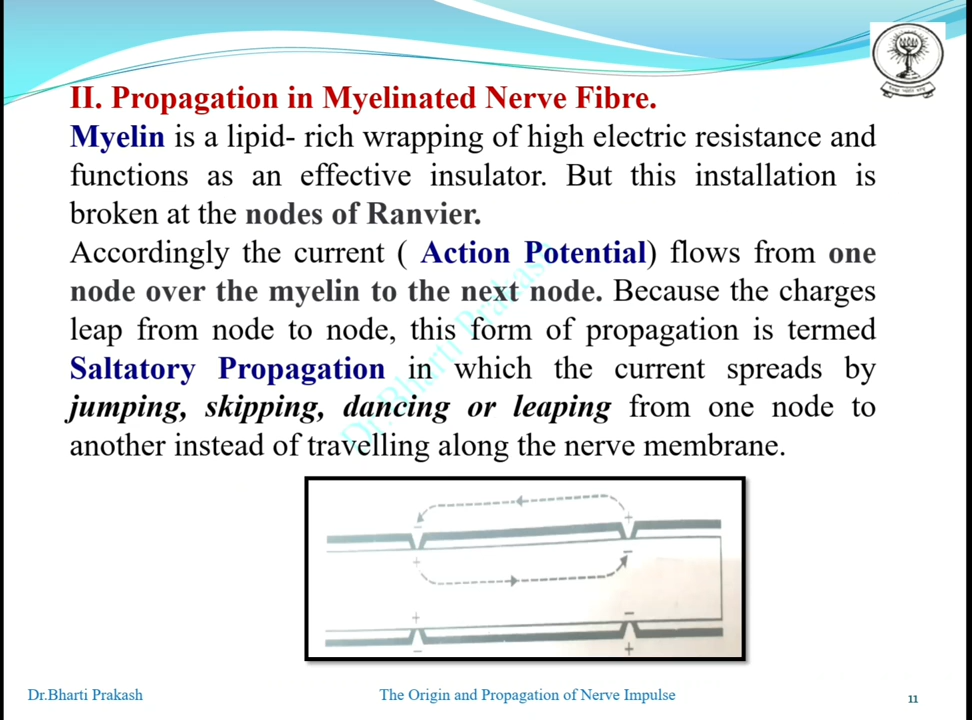 II. Propagation in Myelinated Nerve Fibre.
Myelin is a lipid- rich wrapping of high electric resistance and
functions as an effective insulator. But this installation is
broken at the nodes of Ranvier.
Accordingly the current ( Action Potential) flows from one
node over the myelin to the next node. Because the charges
leap from node to node, this form of propagation is termed
Saltatory Propagation in which the current spreads by
jumping, skipping, dancing or leaping from one node to
another instead of travelling along the nerve membrane.
Dr.Bharti Prakash
- +
+ -
+ -
- +
Dr.Bharti Prakash The Origin and Propagation of Nerve Impulse 11